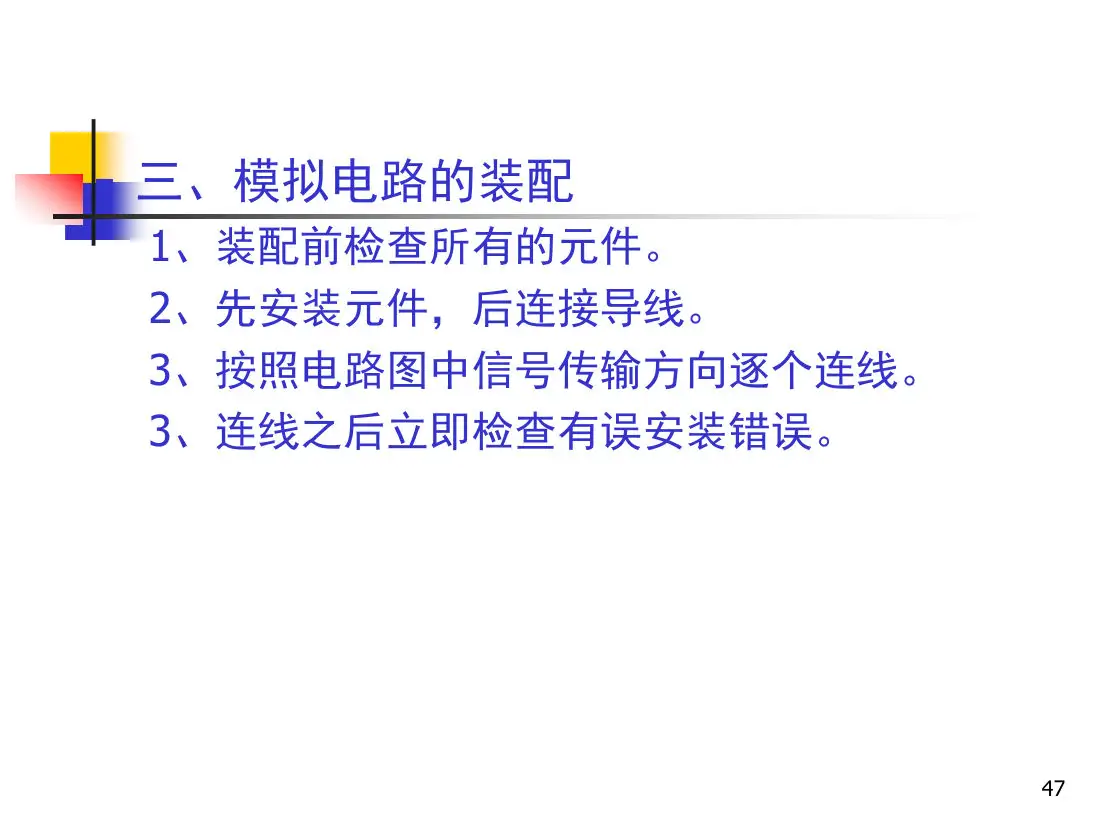 三、模拟电路的装配
1、装配前检查所有的元件。
2、先安装元件，后连接导线。
3、按照电路图中信号传输方向逐个连线。
3、连线之后立即检查有误安装错误。
47